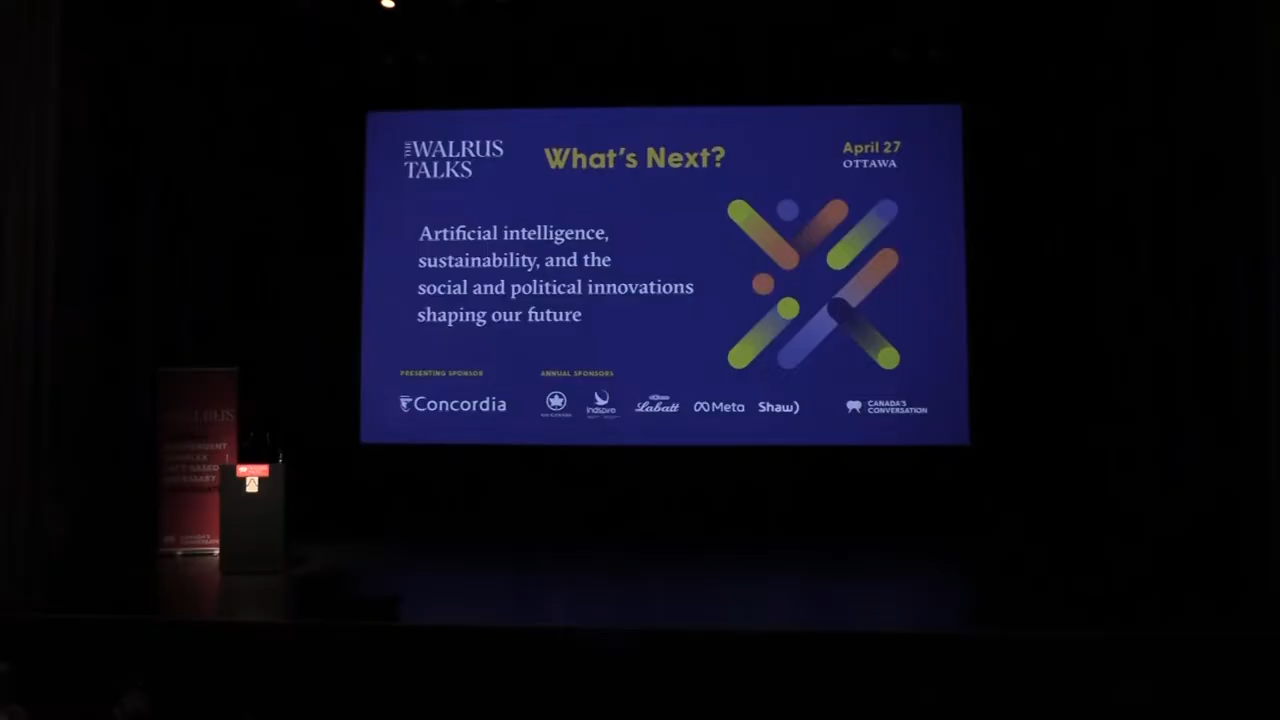 THE WALRUS
TALKS
What's Next?
April 27
OTTAWA
Artificial intelligence,
sustainability, and the
social and political innovations
shaping our future
PRESENTING SPONSOR
ANNUAL SPONSORS
Concordia
indspire
Labatt
Meta
Shaw)
CANADA'S
CONVERSATION